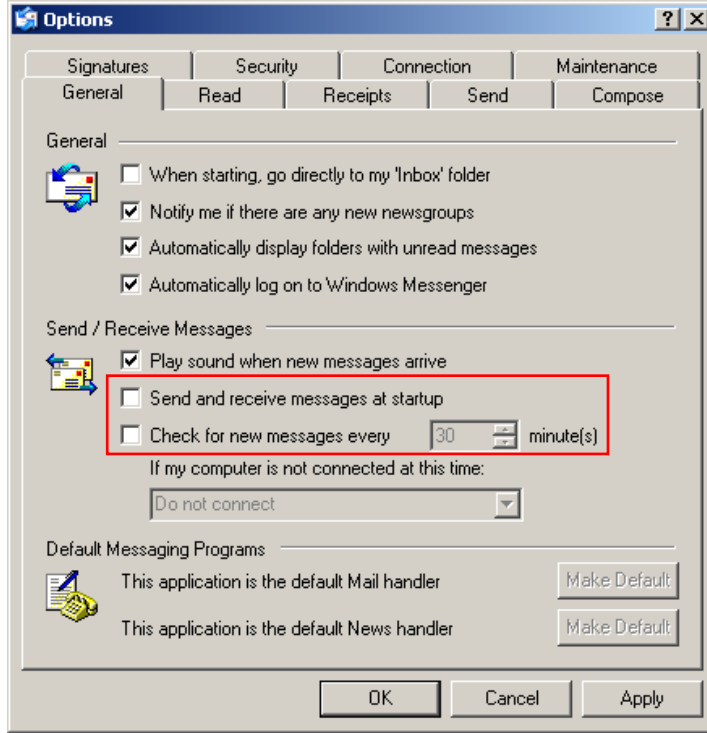 Options
Signatures Security Connection Maintenance
General Read Receipts Send Compose
General
When starting, go directly to my 'Inbox' folder
Notify me if there are any new newsgroups
Automatically display folders with unread messages
Automatically log on to Windows Messenger
Send / Receive Messages
Play sound when new messages arrive
Send and receive messages at startup
Check for new messages every 30 minute(s)
If my computer is not connected at this time:
Do not connect
Default Messaging Programs
This application is the default Mail handler Make Default
This application is the default News handler Make Default
OK Cancel Apply